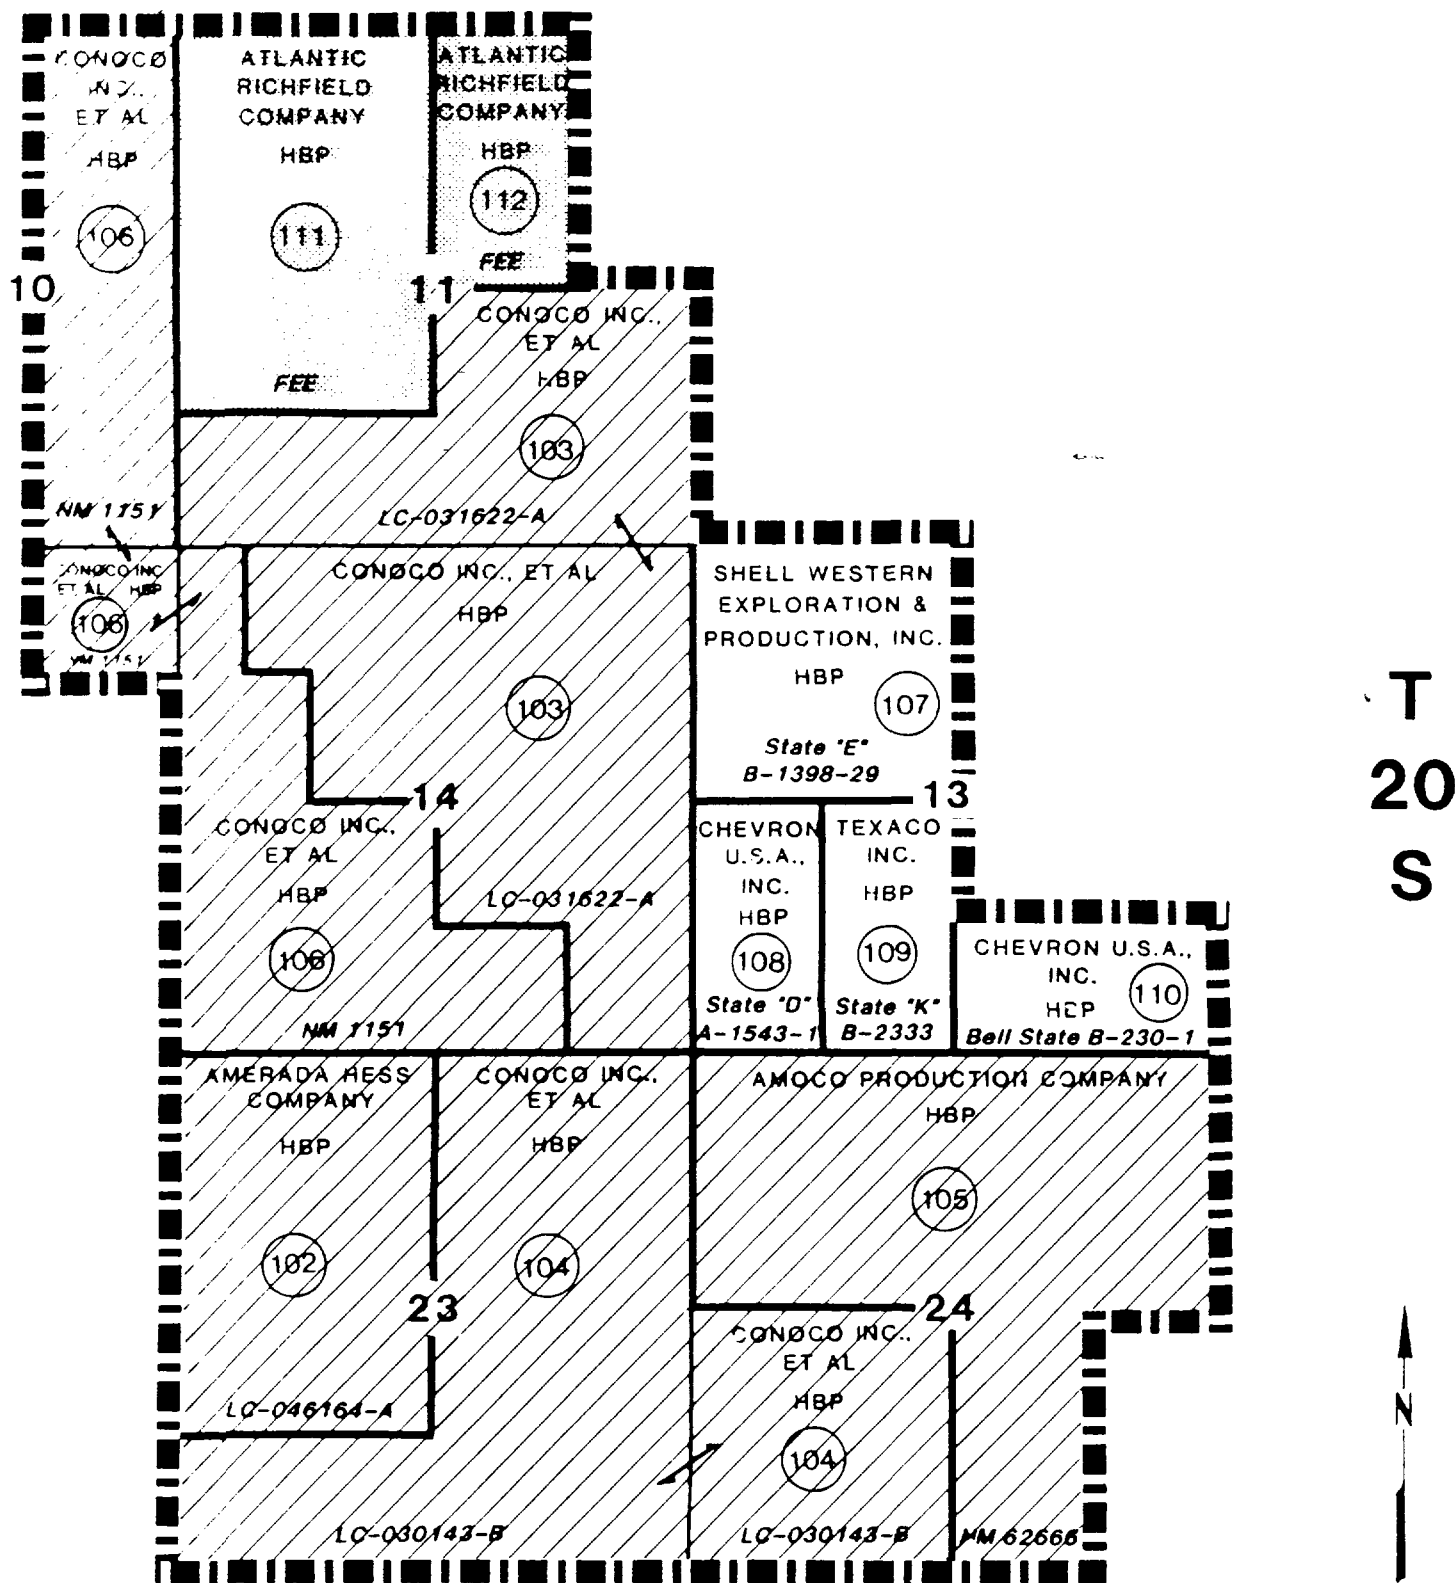 CONOCO
INC.,
ET AL
HBP
106
NM 1151
ATLANTIC
RICHFIELD
COMPANY
HBP
111
FEE
ATLANTIC
RICHFIELD
COMPANY
HBP
112
FEE
10
11
CONOCO INC.,
ET AL
HBP
103
LC-031622-A
CONOCO INC
ET AL HBP
106
NM 1151
CONOCO INC., ET AL
HBP
103
LC-031622-A
SHELL WESTERN
EXPLORATION &
PRODUCTION, INC.
HBP
107
State "E"
B-1398-29
T
20
S
14
13
CONOCO INC.,
ET AL
HBP
106
NM 1151
CHEVRON
U.S.A.,
INC.
HBP
108
State "D"
A-1543-1
TEXACO
INC.
HBP
109
State "K"
B-2333
CHEVRON U.S.A.,
INC.
HBP
110
Bell State B-230-1
AMERADA HESS
COMPANY
HBP
102
LC-046164-A
CONOCO INC.,
ET AL
HBP
104
LC-030143-B
AMOCO PRODUCTION COMPANY
HBP
105
23
24
CONOCO INC.,
ET AL
HBP
104
LC-030143-B
NM 62666
N